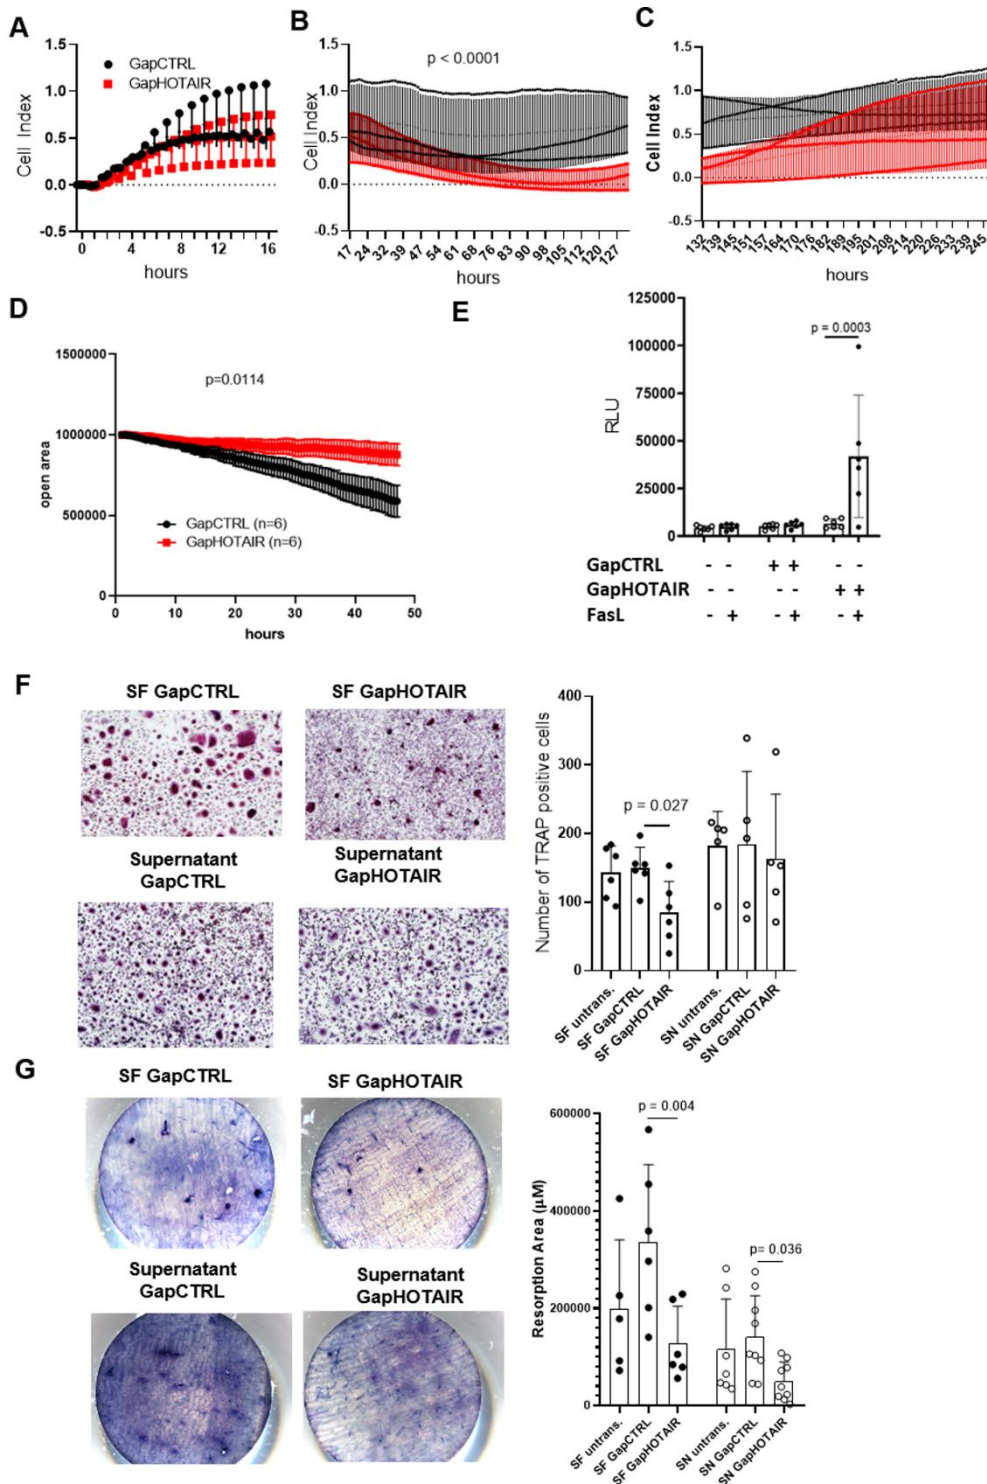 A
1.5
1.0
0.5
0.0
-0.5
Cell Index
GapCTRL
GapHOTAIR
0 4 8 12 16
hours
B
p < 0.0001
1.5
1.0
0.5
0.0
-0.5
Cell Index
17 24 32 39 47 54 61 68 76 83 90 98 105 112 120 127
hours
C
1.5
1.0
0.5
0.0
-0.5
Cell Index
132 139 145 151 157 164 170 176 182 189 195 201 208 214 220 226 233 239 245
hours
D
1500000
1000000
500000
0
open area
p=0.0114
GapCTRL (n=6)
GapHOTAIR (n=6)
0 10 20 30 40 50
hours
E
125000
100000
75000
50000
25000
0
RLU
p = 0.0003
GapCTRL - - + + - -
GapHOTAIR - - - - + +
FasL - + - + - +
F
SF GapCTRL
SF GapHOTAIR
Supernatant
GapCTRL
Supernatant
GapHOTAIR
400
300
200
100
0
Number of TRAP positive cells
p = 0.027
SF untrans.
SF GapCTRL
SF GapHOTAIR
SN untrans.
SN GapCTRL
SN GapHOTAIR
G
SF GapCTRL
SF GapHOTAIR
Supernatant
GapCTRL
Supernatant
GapHOTAIR
600000
400000
200000
0
Resorption Area (µM)
p = 0.004
p= 0.036
SF untrans.
SF GapCTRL
SF GapHOTAIR
SN untrans.
SN GapCTRL
SN GapHOTAIR